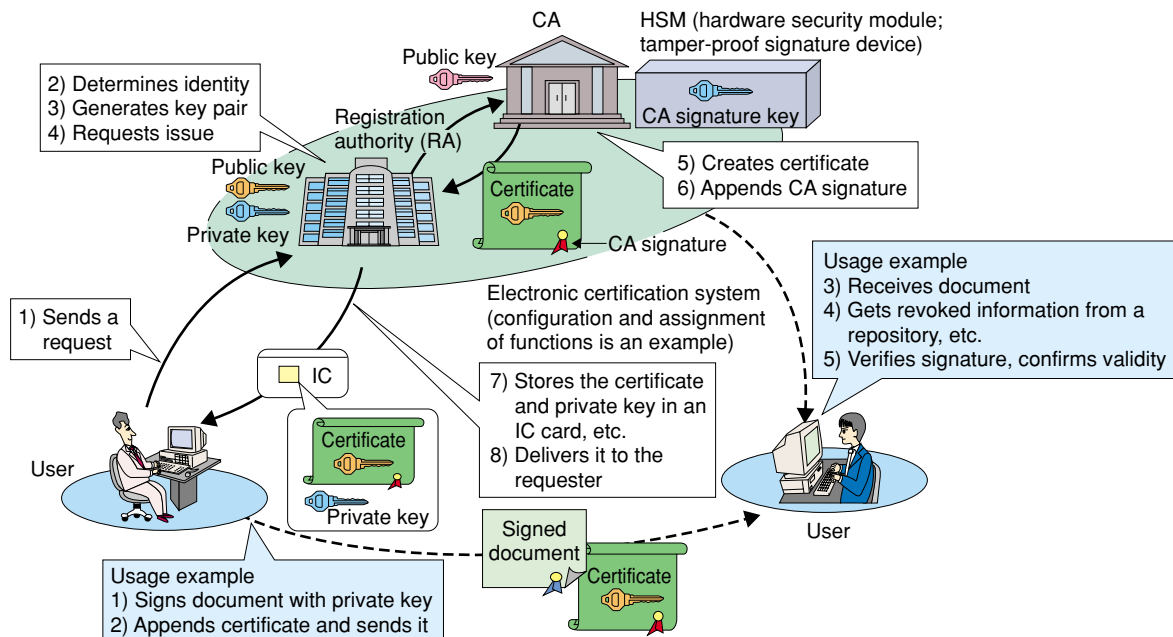 CA
HSM (hardware security module;
tamper-proof signature device)
Public key
CA signature key
2) Determines identity
3) Generates key pair
4) Requests issue
Registration
authority (RA)
Public key
Private key
Certificate
CA signature
5) Creates certificate
6) Appends CA signature
Electronic certification system
(configuration and assignment
of functions is an example)
Usage example
3) Receives document
4) Gets revoked information from a
repository, etc.
5) Verifies signature, confirms validity
1) Sends a
request
IC
7) Stores the certificate
and private key in an
IC card, etc.
8) Delivers it to the
requester
Certificate
Private key
User
User
Signed
document
Certificate
Usage example
1) Signs document with private key
2) Appends certificate and sends it